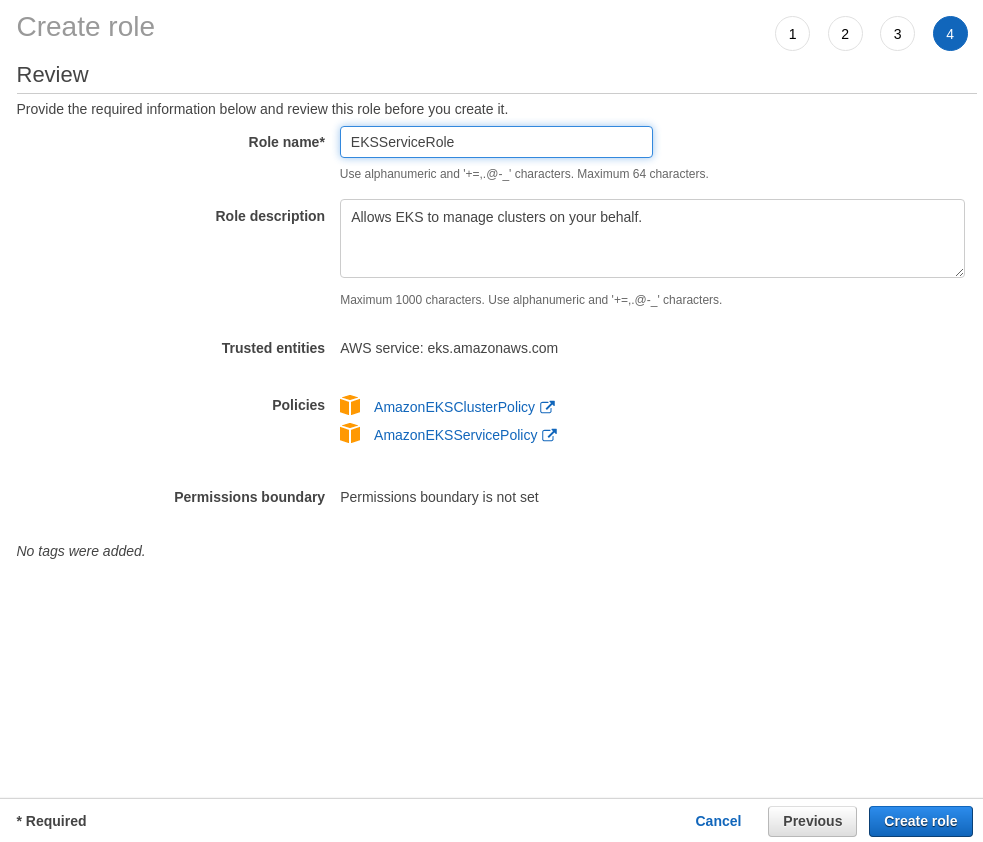 Create role
1 2 3 4
Review
Provide the required information below and review this role before you create it.
Role name* EKSServiceRole
Use alphanumeric and '+=,.@-_' characters. Maximum 64 characters.
Role description Allows EKS to manage clusters on your behalf.
Maximum 1000 characters. Use alphanumeric and '+=,.@-_' characters.
Trusted entities AWS service: eks.amazonaws.com
Policies AmazonEKSClusterPolicy
AmazonEKSServicePolicy
Permissions boundary Permissions boundary is not set
No tags were added.
* Required Cancel Previous Create role